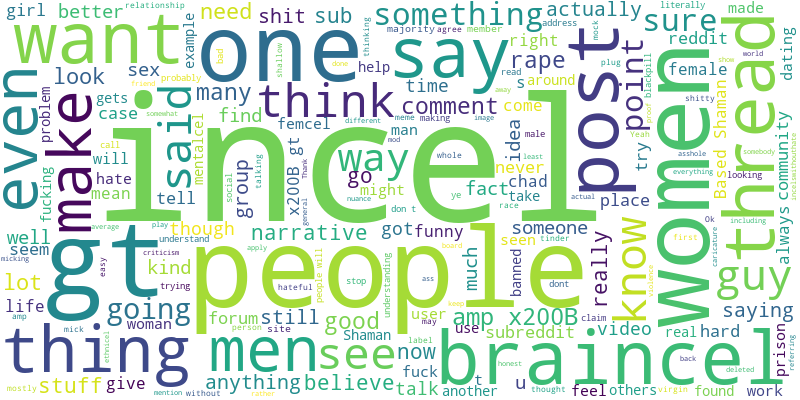 girl
better
relationship
example
shit
sub
something
address
actually
mock
majority
agree
member
literally
sure
made
reddit
want
one
say
post
women
thread
need
bad
shallow
thinking
done
help
read
plug
right
around
blackpill
female
world
show
dating
even
look
sex
many
think
time
rape
s
point
problem
gets
case
make
said
find
comment
come
shitty
proof
away
meme
making
image
will
call
friend
probably
somewhat
mentalcel
femcel
man
mod
different
male
idea
try
Yeah
asshole
somebody
everything
looking
incelwithouthate
Based Shaman
always
community
incel
way
go
whole
never
least
hate
mean
tell
group
social
talking
x200B
gt
Thank
general
nuance
might
fact
chad
take
actual
place
fucking
average
play
understand
though
ye
don t
race
Ok
caricature
including
well
seem
gt
people
narrative
got
funny
seen
tinder
someone
really
know
first
violence
guy
micking
easy
criticism
kind
trying
apply
hateful
people will
stop
board
understanding
much
banned
dont
lot
going
life
amp
woman
thing
men
forum
still
good
ass
user
keep
amp x200B
saying
mick
person
site
Shaman
see
may
use
subreddit
claim
video
real
hard
ethnicel
label
now
braincel
back
deleted
prison
referring
stuff
give
anything
believe
fuck
talk
t
honest
u
feel
others
found
work
mostly
mention
without
rather
another
thought
virgin